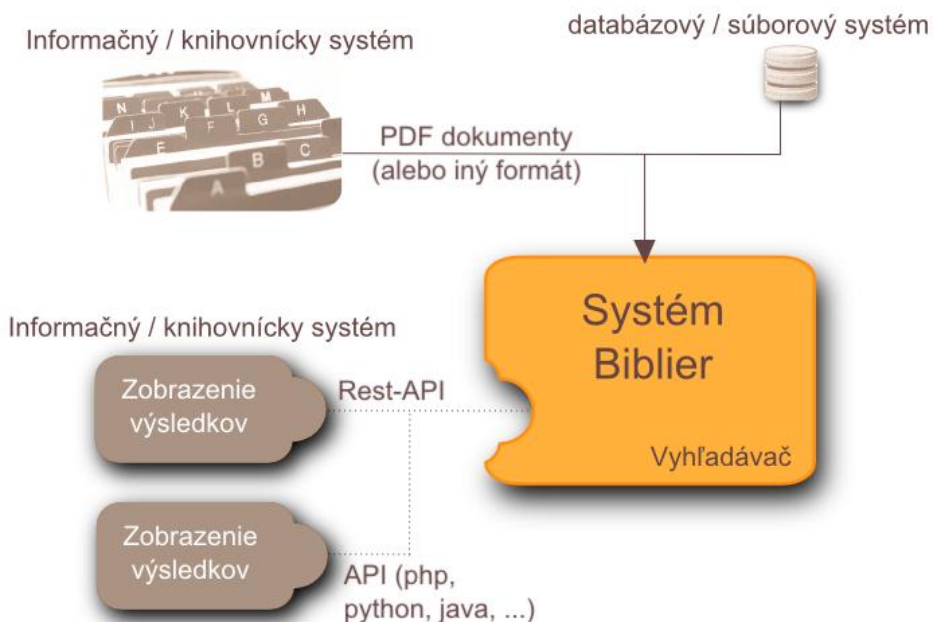 Informačný / knihovnícky systém
databázový / súborový systém
N
M
K
L
I J
F
G
H
E
B
C
A
PDF dokumenty
(alebo iný formát)
Systém
Biblier
Vyhľadávač
Informačný / knihovnícky systém
Zobrazenie
výsledkov
Rest-API
Zobrazenie
výsledkov
API (php,
python, java, ...)